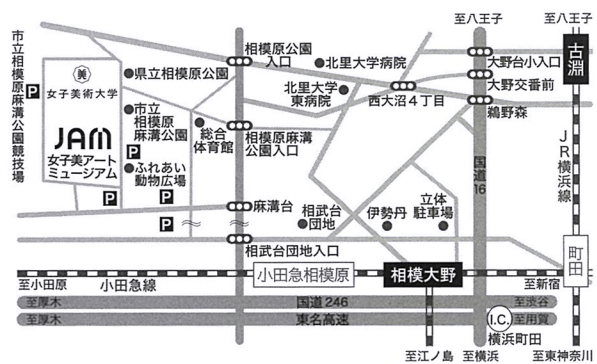 至八王子
至八王子
市立相模原麻溝公園競技場
P
美
女子美術大学
JAM
女子美アート
ミュージアム
県立相模原公園
市立
相模原
麻溝公園
P
ふれあい
動物広場
P
P
総合
体育館
相模原公園
入口
相模原麻溝
公園入口
麻溝台
相武台団地入口
北里大学病院
北里大学
東病院
西大沼4丁目
大野台小入口
大野交番前
鵜野森
古淵
JR横浜線
国道16
相武台
団地
伊勢丹
立体
駐車場
町田
小田急相模原
相模大野
至小田原
小田急線
至新宿
至厚木
国道246
至渋谷
至厚木
東名高速
I.C.
至用賀
横浜町田
至江ノ島
至横浜
至東神奈川